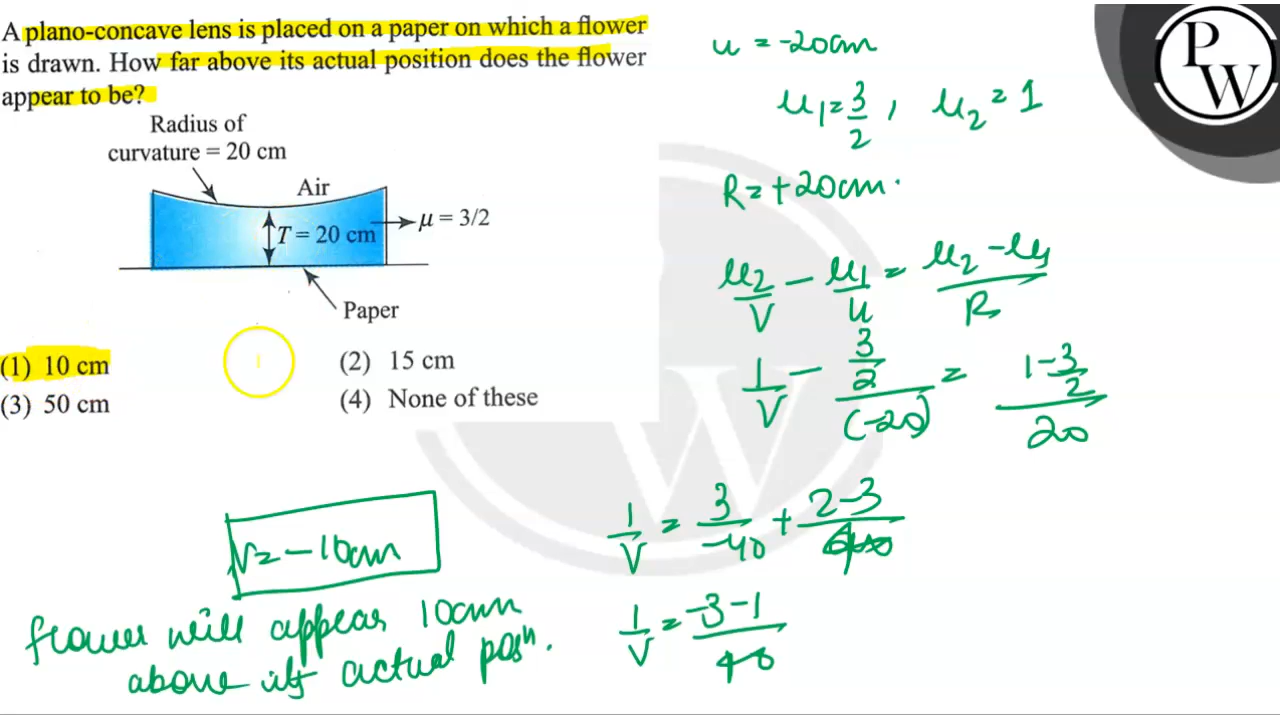 A plano-concave lens is placed on a paper on which a flower
is drawn. How far above its actual position does the flower
appear to be?
Radius of
curvature = 20 cm
Air
μ = 3/2
T = 20 cm
Paper
(1) 10 cm
(2) 15 cm
(3) 50 cm
(4) None of these
u = -20cm
μ1 = 3/2 , μ2 = 1
R = +20cm.
μ2/V - μ1/u = μ2 - μ1/R
1/V - 3/2/(-20) = 1 - 3/2/20
1/V = 3/-40 + 2-3/40
1/V = -3-1/40
V = -10cm
flower will appear 10cm
above its actual posn.
P
W